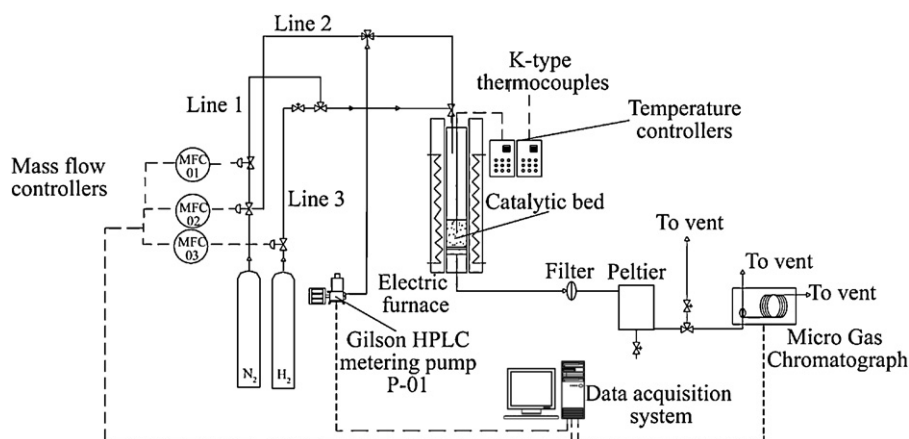 Line 2
K-type
thermocouples
Line 1
Temperature
controllers
Mass flow
controllers
MFC
01
MFC
02
MFC
03
Line 3
Catalytic bed
To vent
To vent
To vent
Filter
Peltier
Electric
furnace
Gilson HPLC
metering pump
P-01
Micro Gas
Chromatograph
N2
H2
Data acquisition
system